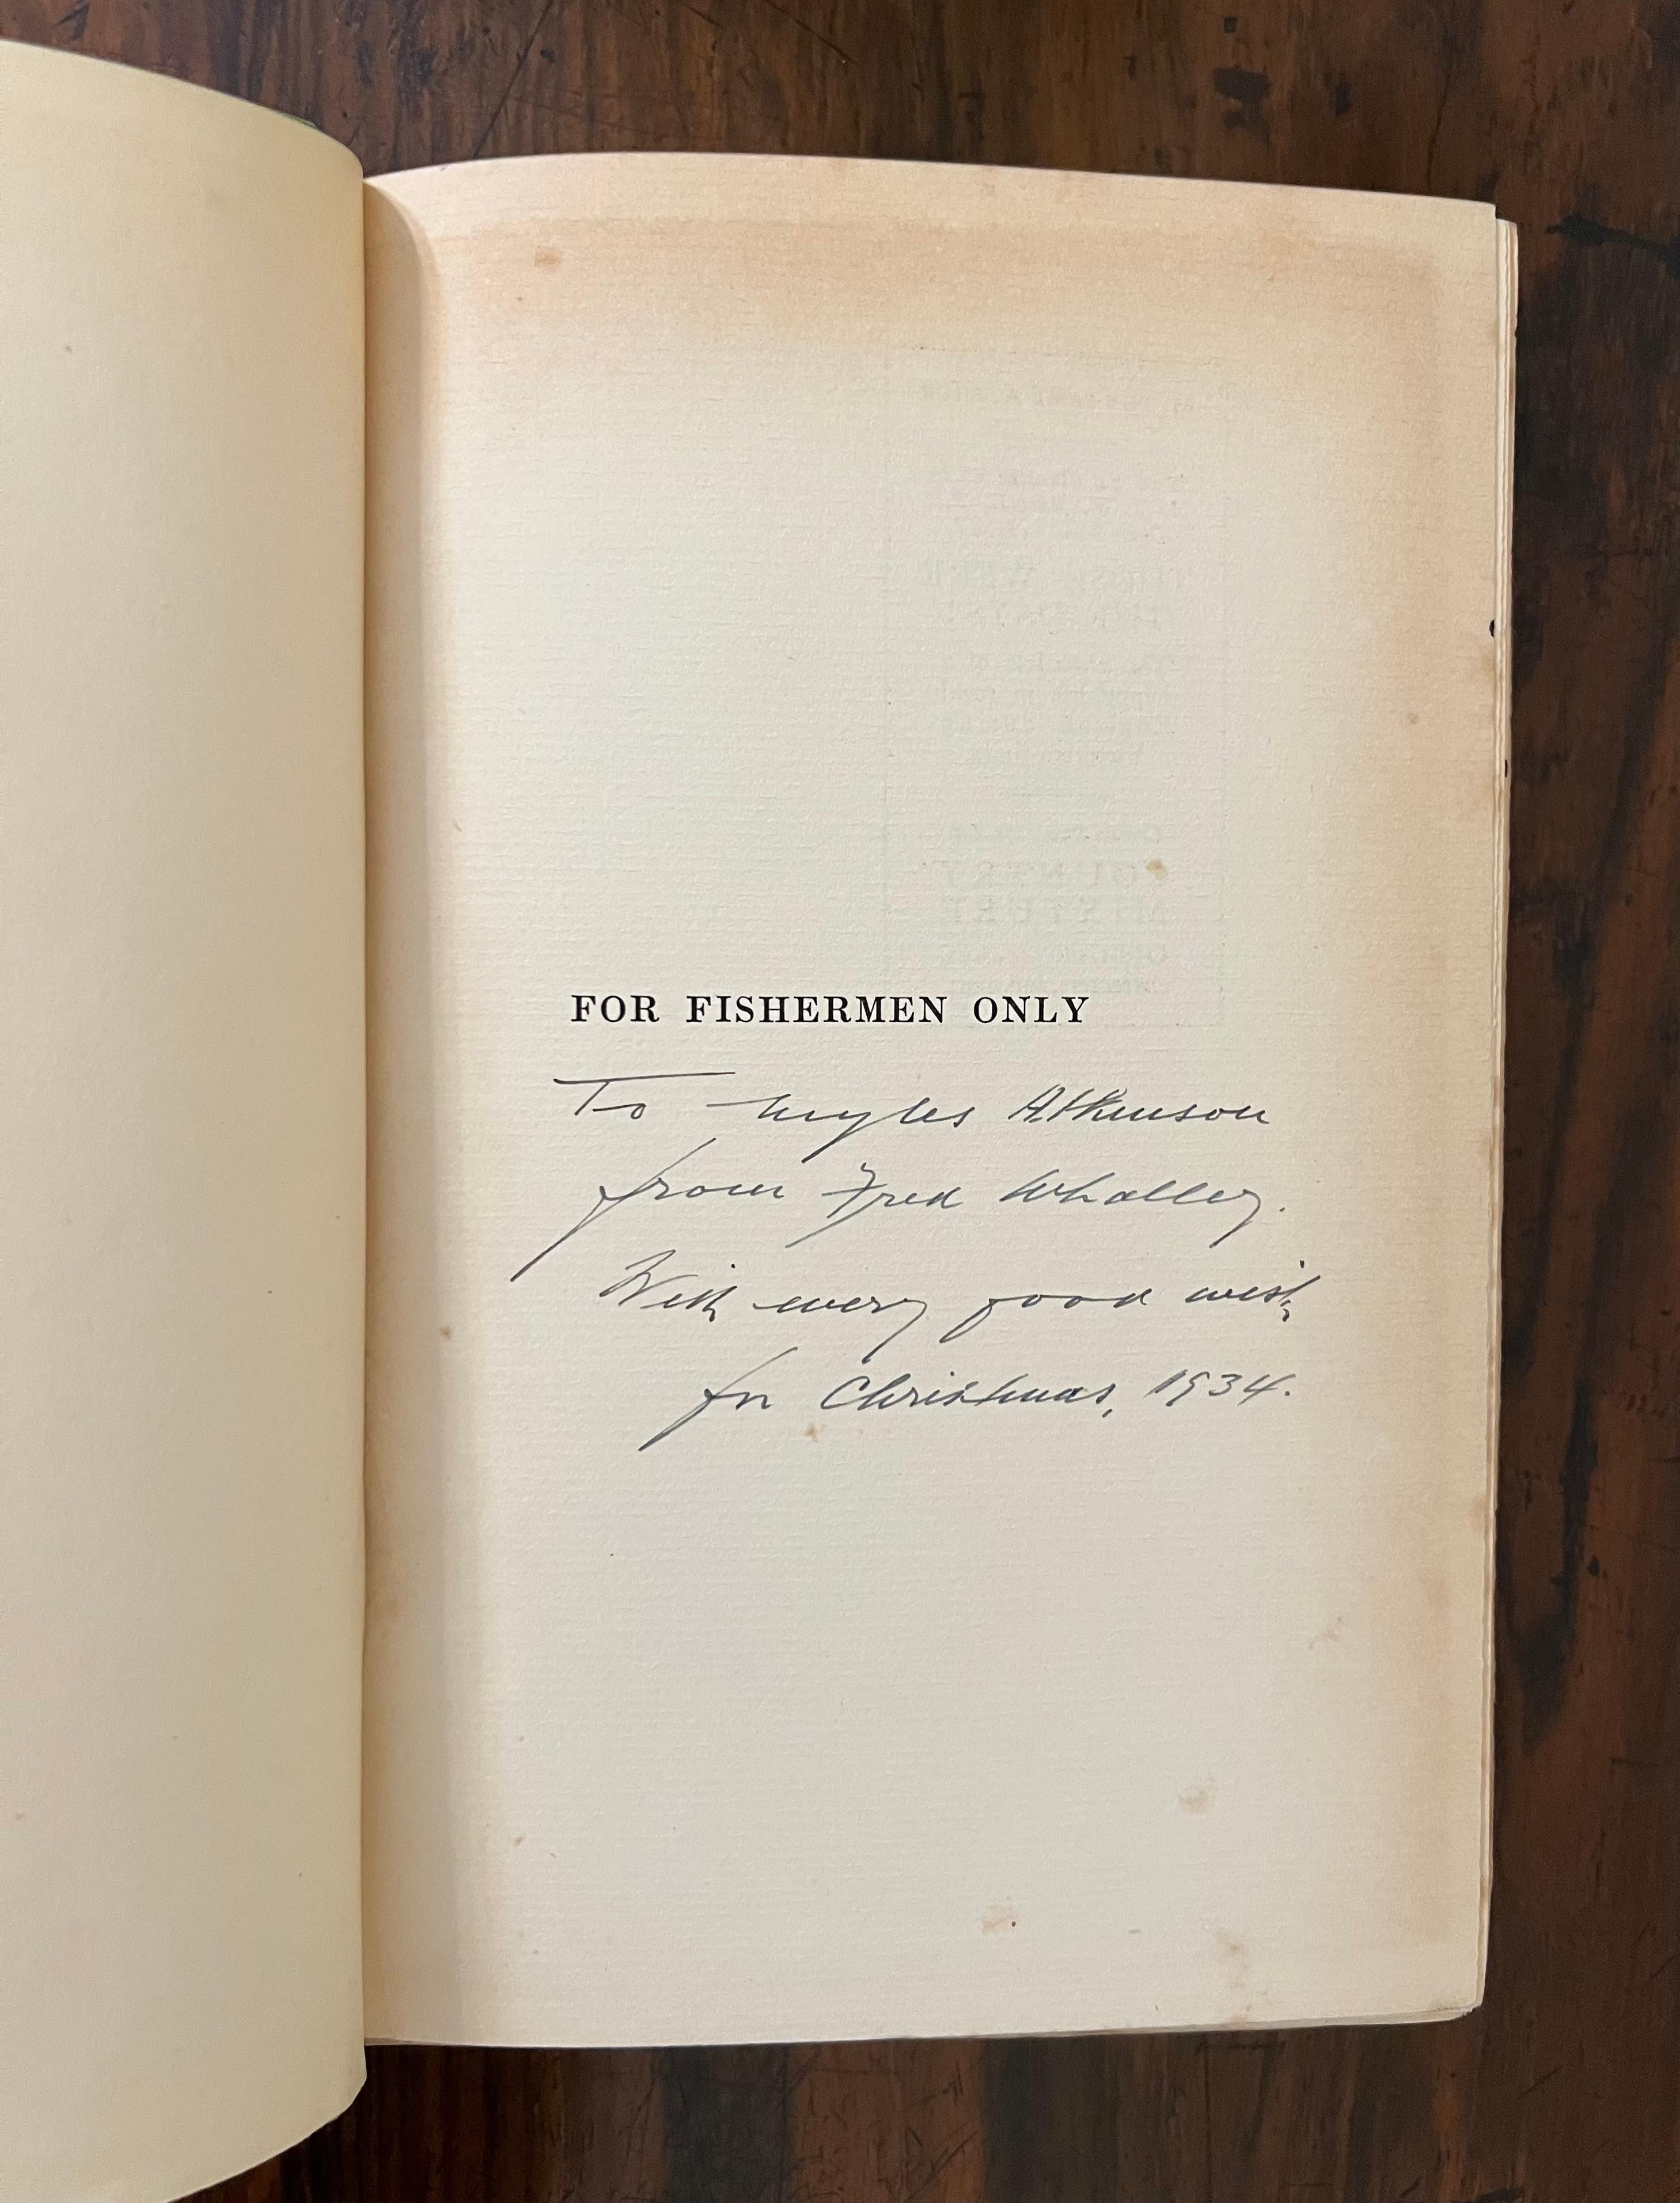 FOR FISHERMEN ONLY
To Myles Atkinson
from Fred Whalley.
With every good wish
for Christmas, 1934.